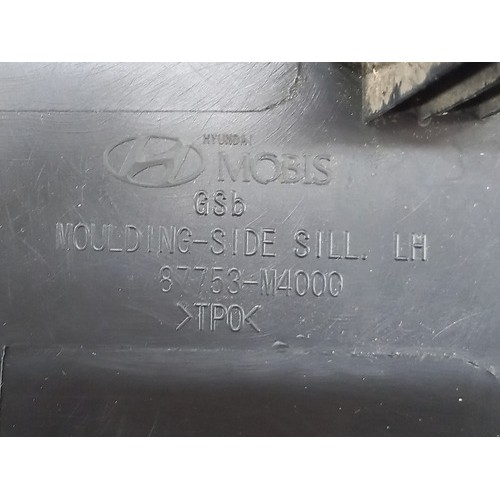 HYUNDAI
MOBIS
GSb
MOULDING-SIDE SILL. LH
87753-M4000
>TPO<